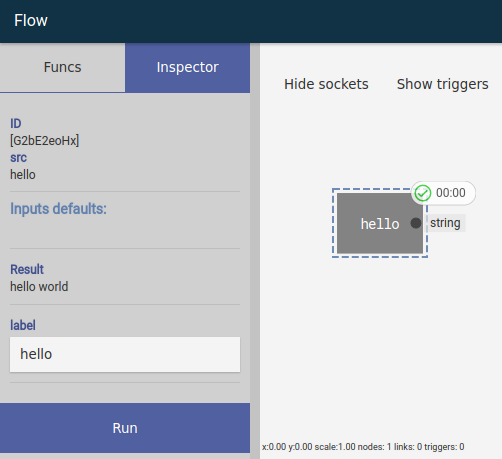 Flow
Funcs
Inspector
ID
[G2bE2eoHx]
src
hello
Inputs defaults:
Result
hello world
label
hello
Run
Hide sockets
Show triggers
00:00
hello
string
x:0.00 y:0.00 scale:1.00 nodes: 1 links: 0 triggers: 0